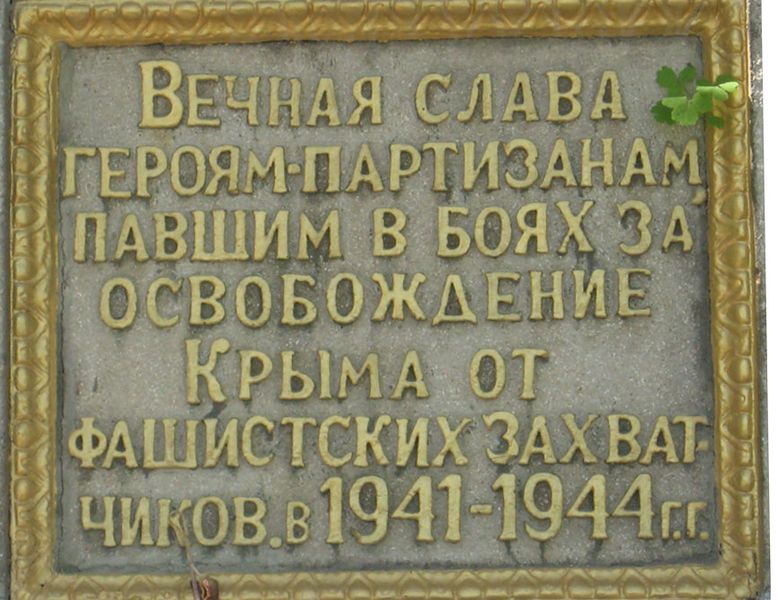 Вечная слава
героям-партизанам
павшим в боях за
освобождение
Крыма от
фашистских захват-
чиков. в 1941-1944 г.г.